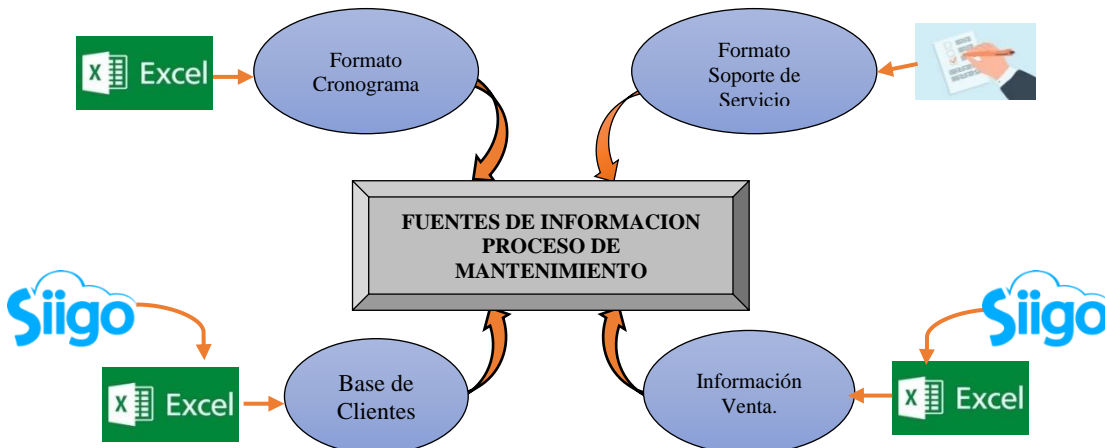 X Excel
Formato
Cronograma
Formato
Soporte de
Servicio
FUENTES DE INFORMACION
PROCESO DE
MANTENIMIENTO
Siigo
Siigo
X Excel
Base de
Clientes
Información
Venta.
X Excel